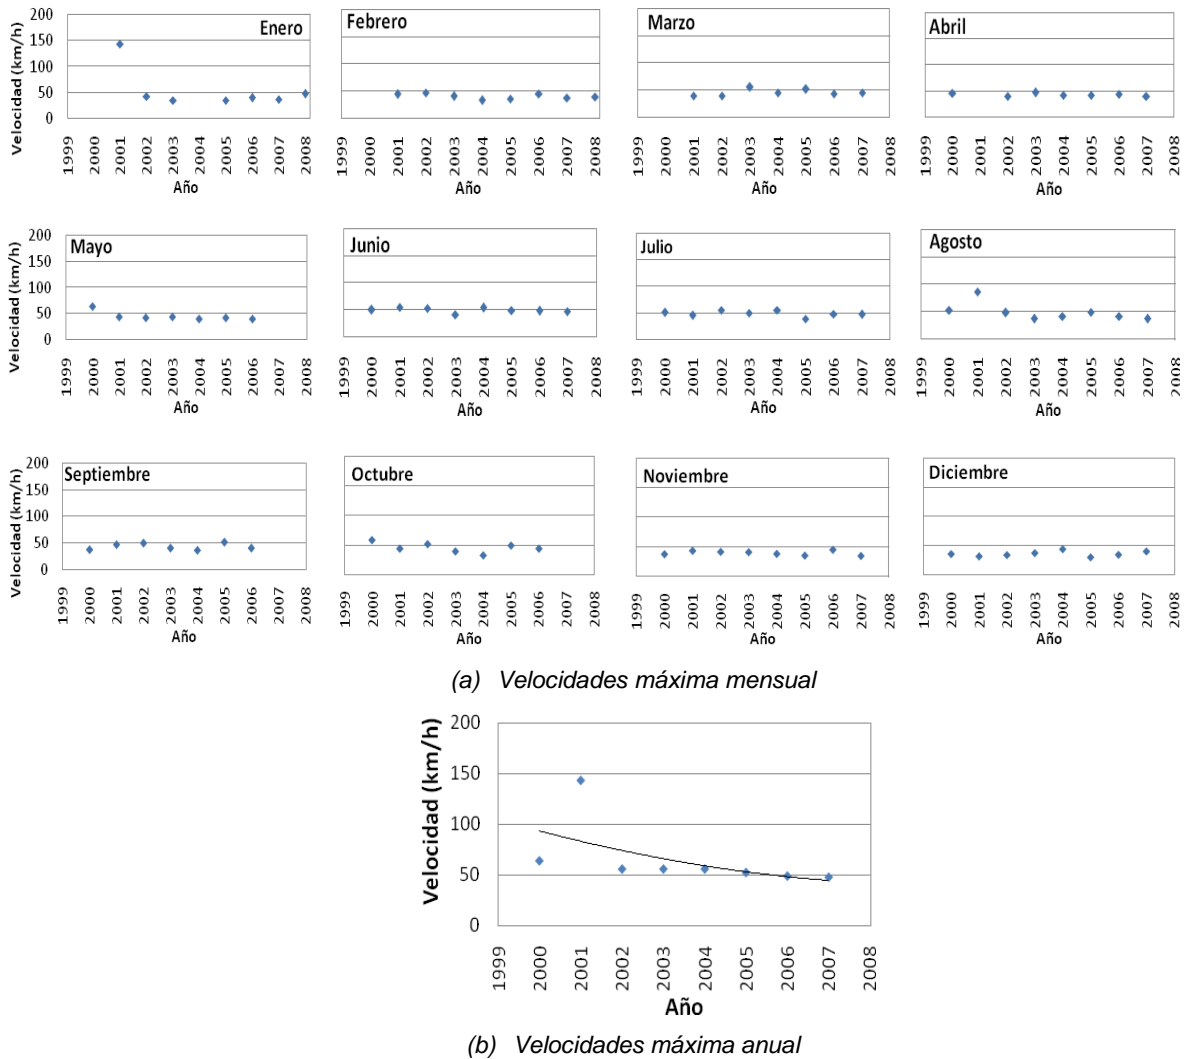 Velocidad (km/h)
200
150
100
50
0
Enero
1999 2000 2001 2002 2003 2004 2005 2006 2007 2008
Año
Febrero
1999 2000 2001 2002 2003 2004 2005 2006 2007 2008
Año
Marzo
1999 2000 2001 2002 2003 2004 2005 2006 2007 2008
Año
Abril
1999 2000 2001 2002 2003 2004 2005 2006 2007 2008
Año
Velocidad (km/h)
200
150
100
50
0
Mayo
1999 2000 2001 2002 2003 2004 2005 2006 2007 2008
Año
Junio
1999 2000 2001 2002 2003 2004 2005 2006 2007 2008
Año
Julio
1999 2000 2001 2002 2003 2004 2005 2006 2007 2008
Año
Agosto
1999 2000 2001 2002 2003 2004 2005 2006 2007 2008
Año
Velocidad (km/h)
200
150
100
50
0
Septiembre
1999 2000 2001 2002 2003 2004 2005 2006 2007 2008
Año
Octubre
1999 2000 2001 2002 2003 2004 2005 2006 2007 2008
Año
Noviembre
1999 2000 2001 2002 2003 2004 2005 2006 2007 2008
Año
Diciembre
1999 2000 2001 2002 2003 2004 2005 2006 2007 2008
Año
(a) Velocidades máxima mensual
Velocidad (km/h)
200
150
100
50
0
1999 2000 2001 2002 2003 2004 2005 2006 2007 2008
Año
(b) Velocidades máxima anual